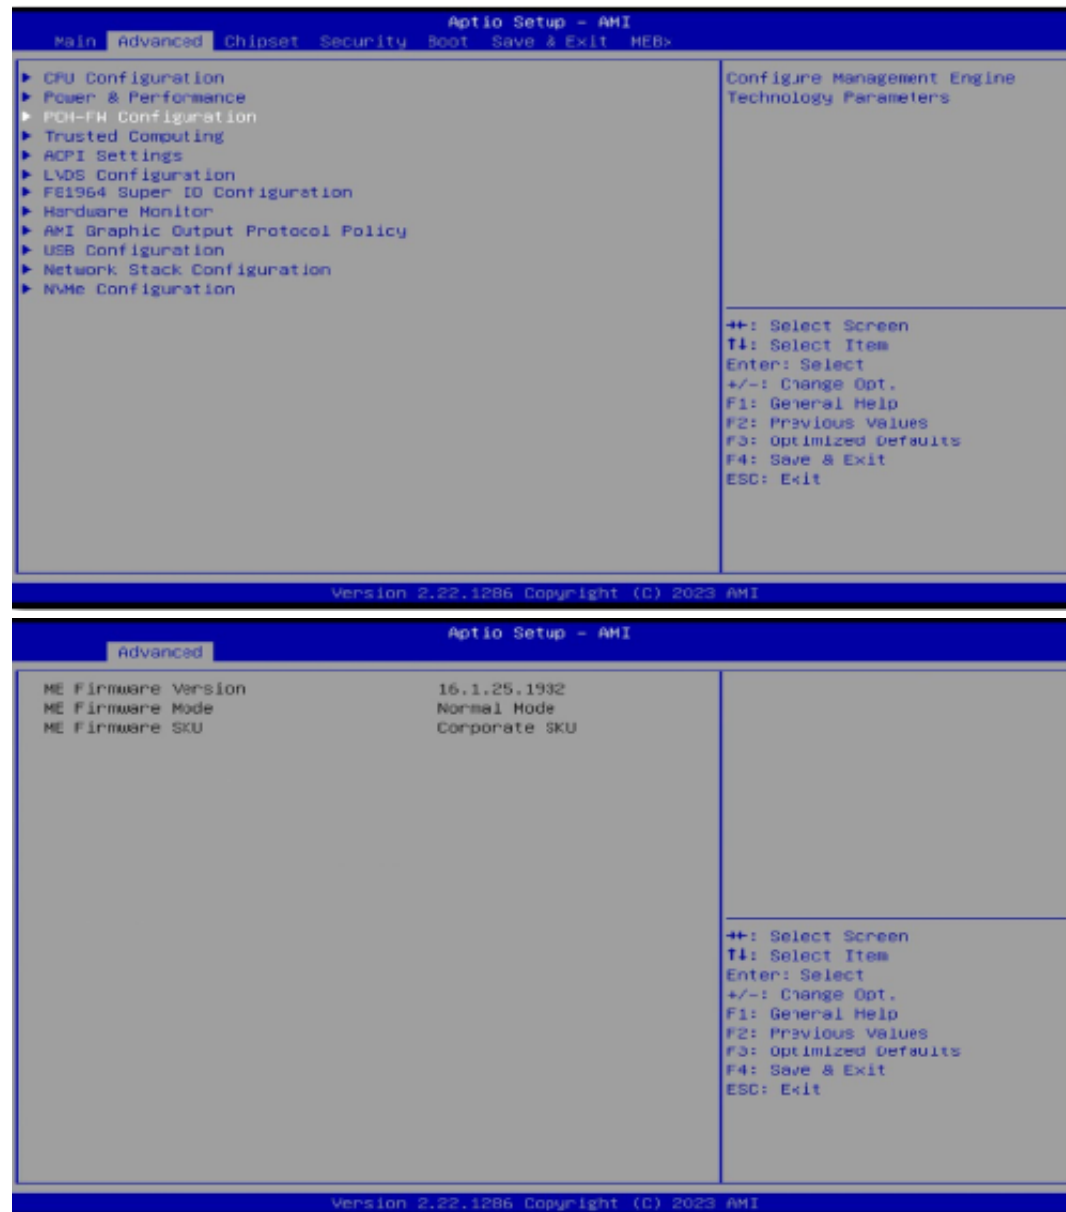 Aptio Setup - AMI
Main Advanced Chipset Security Boot Save & Exit MEBx
CPU Configuration
Power & Performance
PCH-FW Configuration
Trusted Computing
ACPI Settings
LVDS Configuration
F81964 Super IO Configuration
Hardware Monitor
AMI Graphic Output Protocol Policy
USB Configuration
Network Stack Configuration
NVMe Configuration
Configure Management Engine
Technology Parameters
→←: Select Screen
↑↓: Select Item
Enter: Select
+/-: Change Opt.
F1: General Help
F2: Previous Values
F3: Optimized Defaults
F4: Save & Exit
ESC: Exit
Version 2.22.1286 Copyright (C) 2023 AMI
Aptio Setup - AMI
Advanced
ME Firmware Version 16.1.25.1932
ME Firmware Mode Normal Mode
ME Firmware SKU Corporate SKU
→←: Select Screen
↑↓: Select Item
Enter: Select
+/-: Change Opt.
F1: General Help
F2: Previous Values
F3: Optimized Defaults
F4: Save & Exit
ESC: Exit
Version 2.22.1286 Copyright (C) 2023 AMI